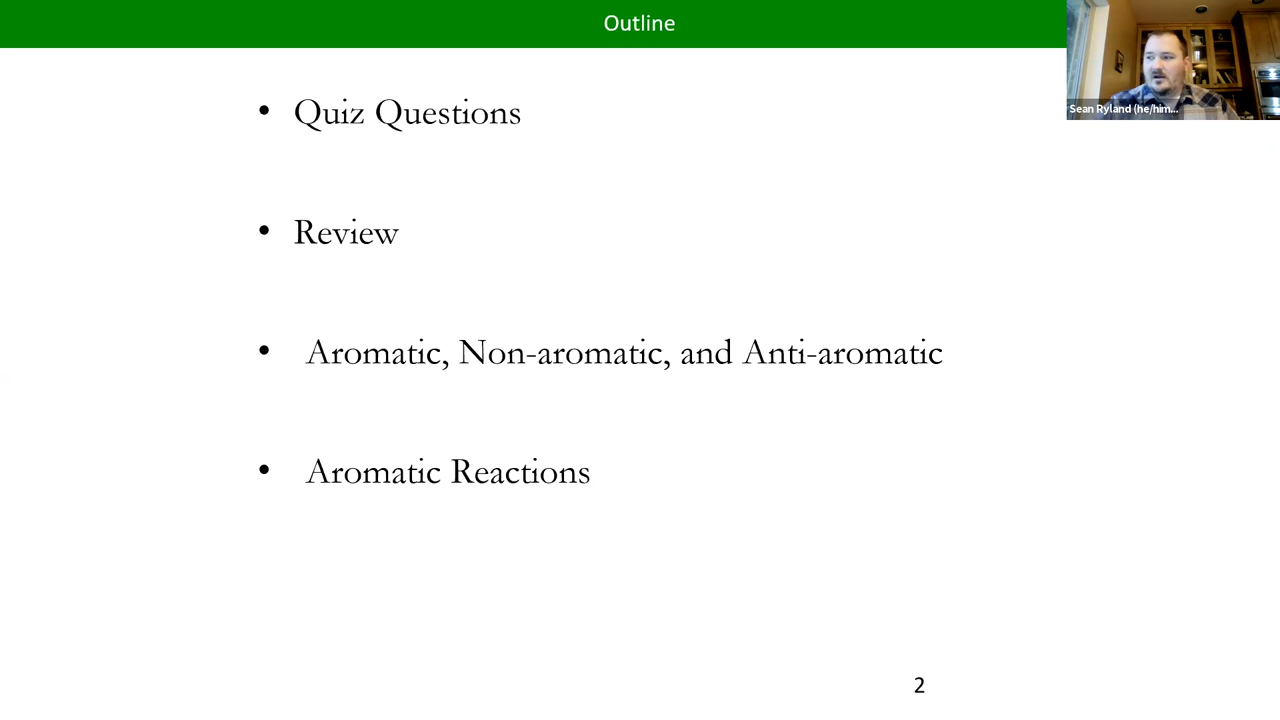 Outline
Sean Ryland (he/him...
• Quiz Questions
• Review
• Aromatic, Non-aromatic, and Anti-aromatic
• Aromatic Reactions
2